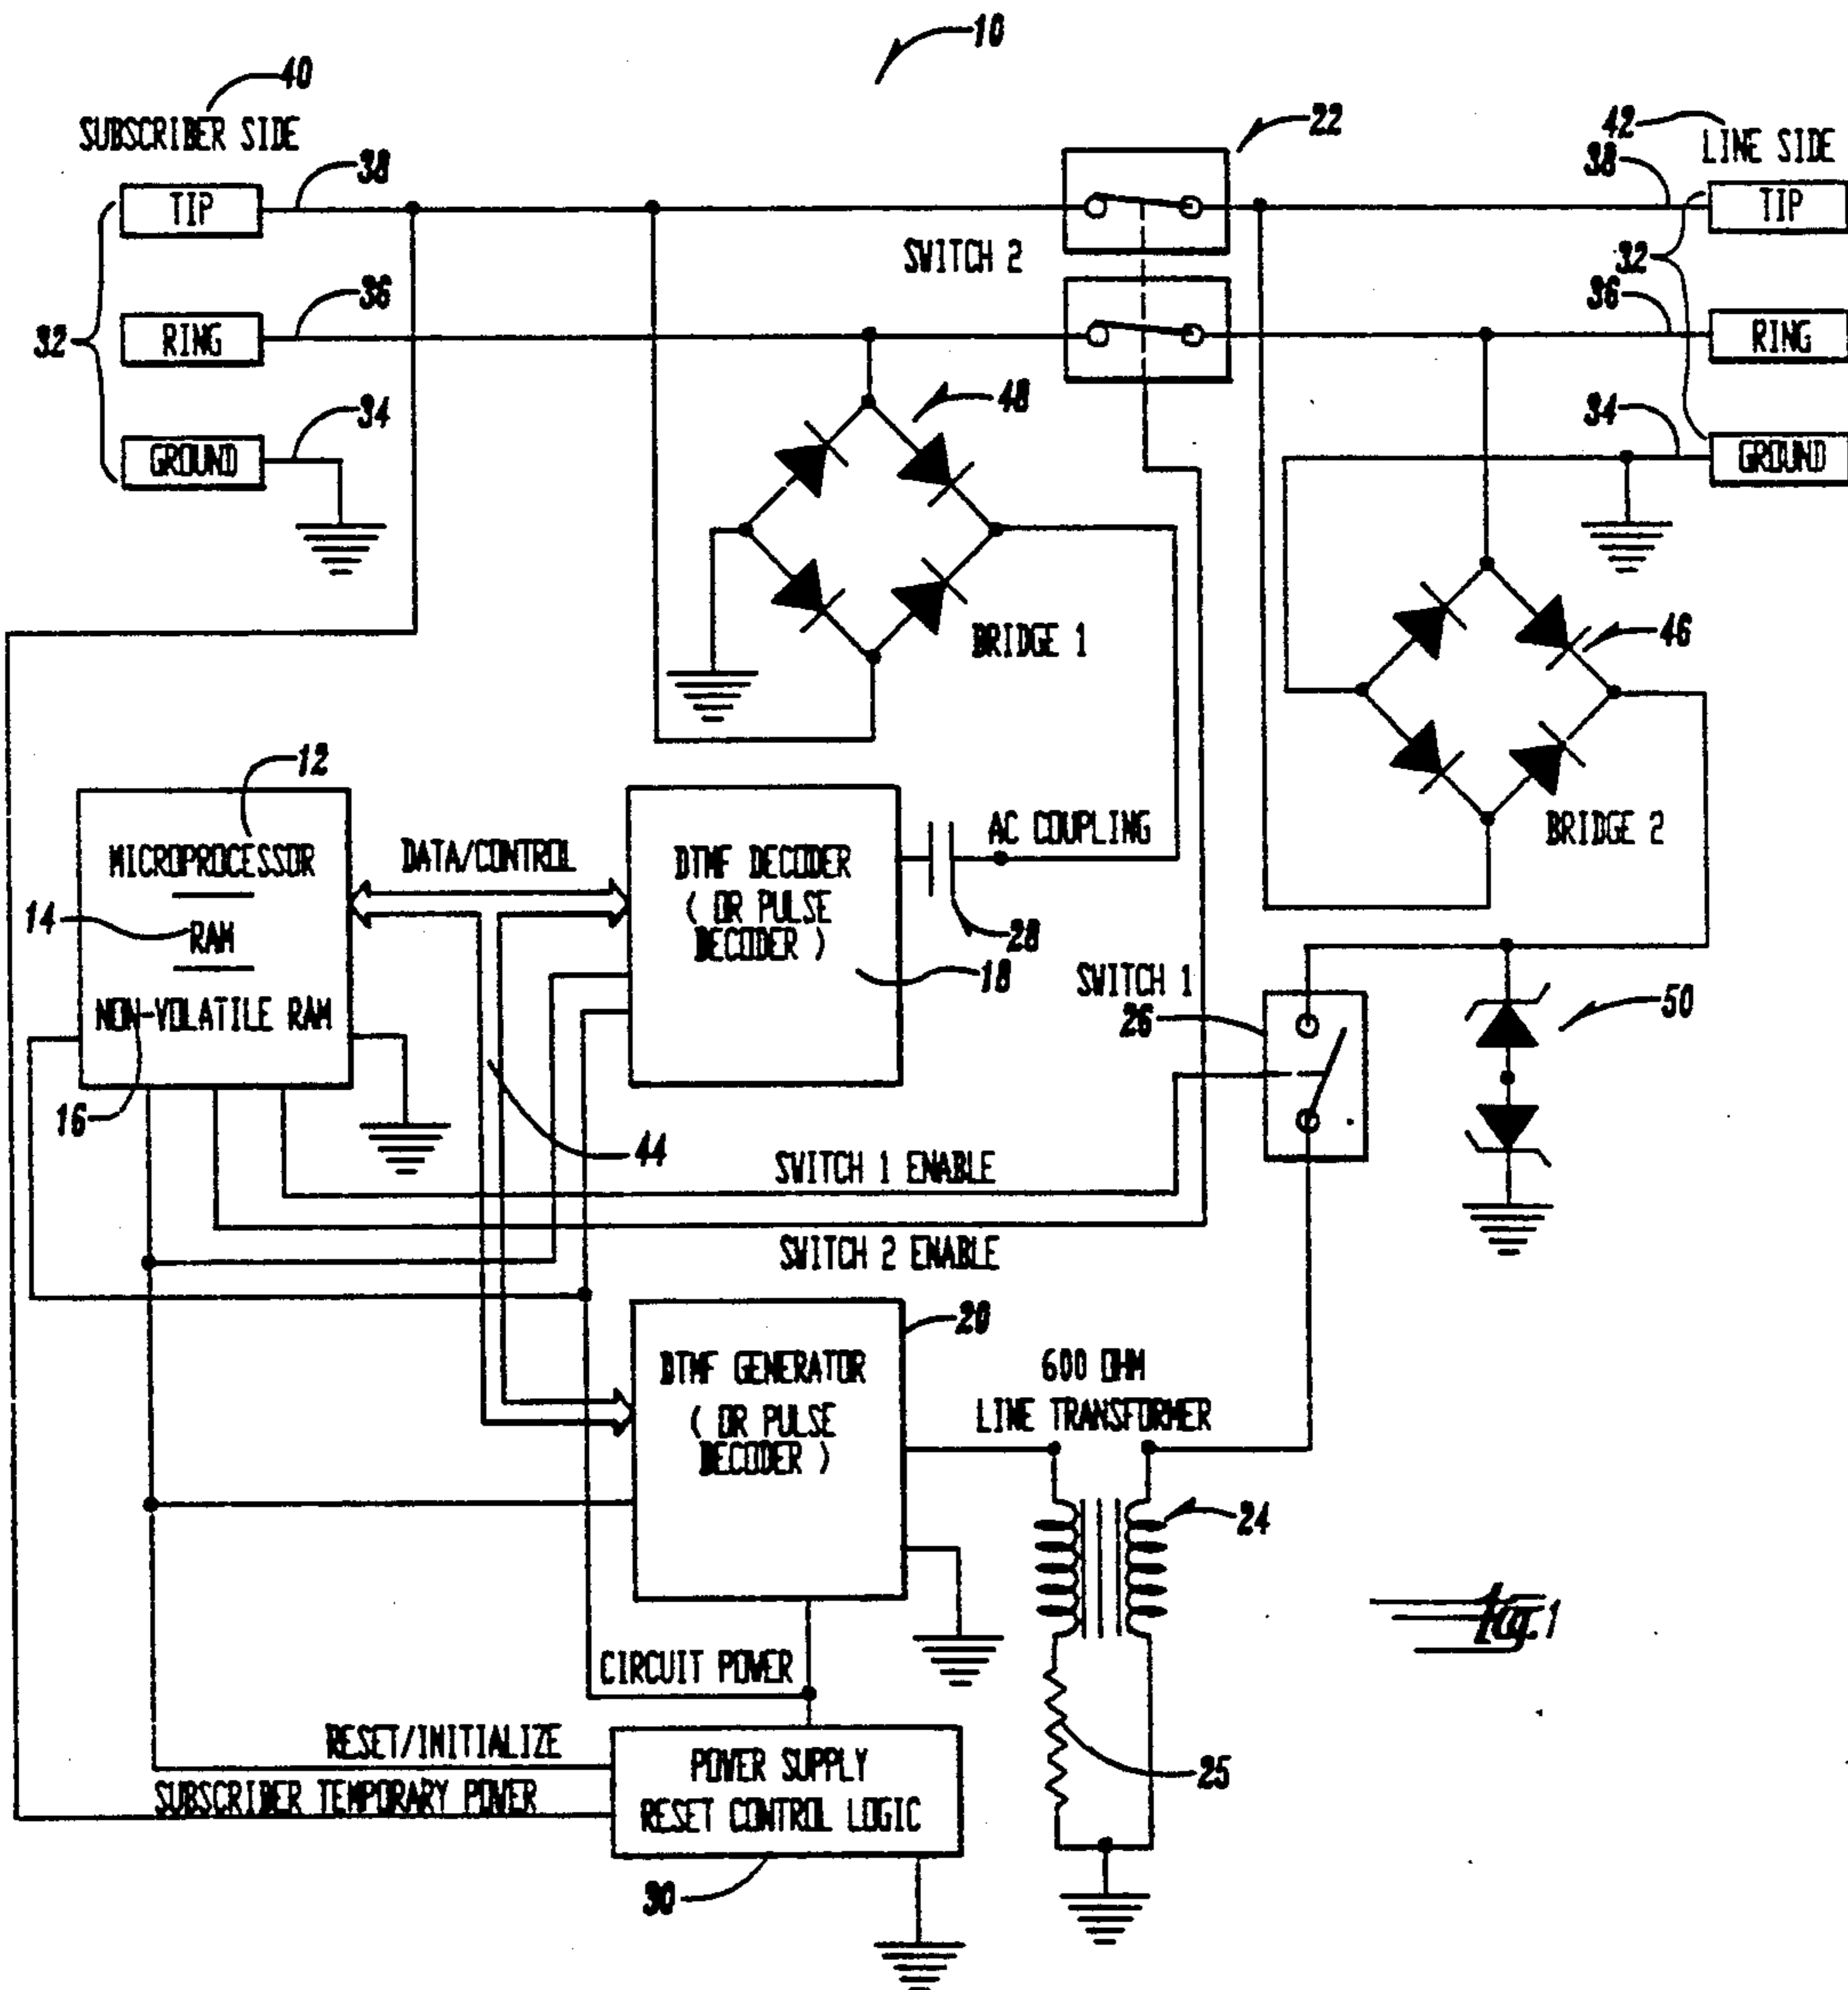 10
40
SUBSCRIBER SIDE
38
TIP
22
42
LINE SIDE
38
TIP
SWITCH 2
32
36
RING
32
36
RING
34
GROUND
48
34
GROUND
BRIDGE 1
46
BRIDGE 2
12
MICROPROCESSOR
14
RAM
NON-VOLATILE RAM
16
DATA/CONTROL
DTMF DECODER
( OR PULSE
DECODER )
18
AC COUPLING
28
SWITCH 1
26
50
44
SWITCH 1 ENABLE
SWITCH 2 ENABLE
20
DTMF GENERATOR
( OR PULSE
DECODER )
600 OHM
LINE TRANSFORMER
24
Fig. 1
CIRCUIT POWER
RESET/INITIALIZE
SUBSCRIBER TEMPORARY POWER
POWER SUPPLY
RESET CONTROL LOGIC
25
30